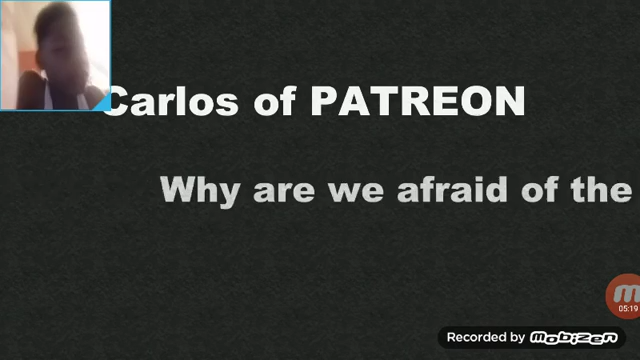 Carlos of PATREON
Why are we afraid of the
05:19
Recorded by mobizen